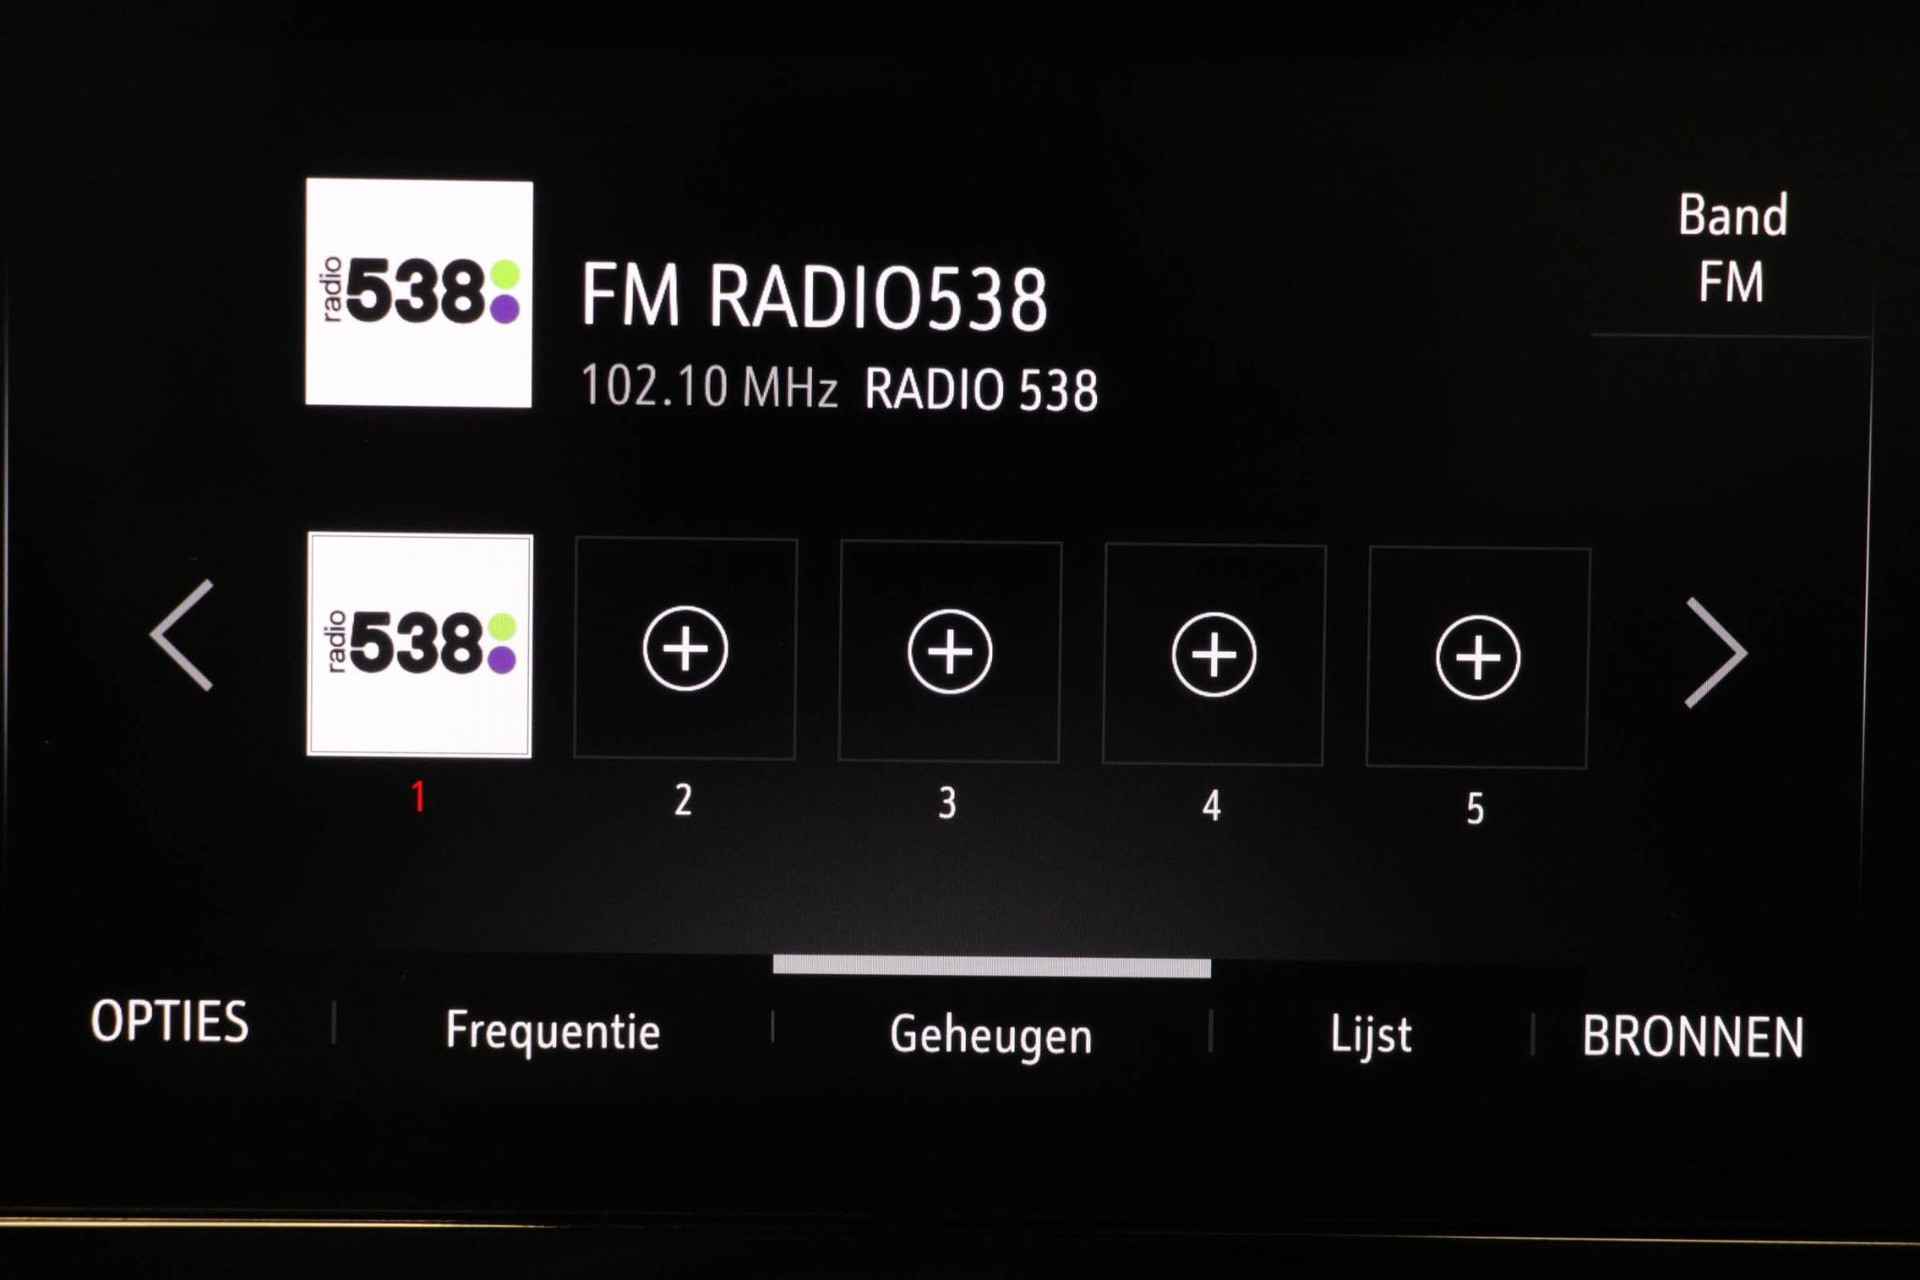 radio 538
FM RADIO538
102.10 MHz RADIO 538
Band
FM
radio 538
1
2
3
4
5
OPTIES
Frequentie
Geheugen
Lijst
BRONNEN